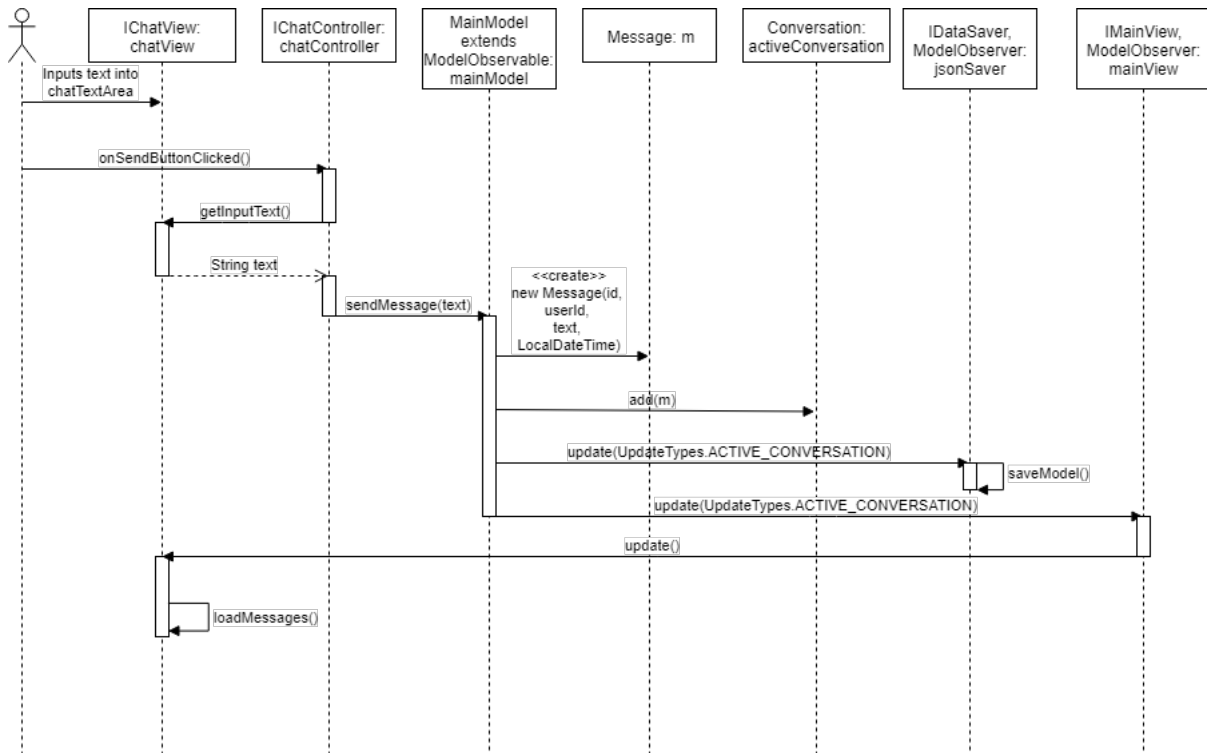 IChatView:
chatView
IChatController:
chatController
MainModel
extends
ModelObservable:
mainModel
Message: m
Conversation:
activeConversation
IDataSaver,
ModelObserver:
jsonSaver
IMainView,
ModelObserver:
mainView
Inputs text into
chatTextArea
onSendButtonClicked()
getInputText()
String text
sendMessage(text)
<<create>>
new Message(id,
userId,
text,
LocalDateTime)
add(m)
update(UpdateTypes.ACTIVE_CONVERSATION)
saveModel()
update(UpdateTypes.ACTIVE_CONVERSATION)
update()
loadMessages()